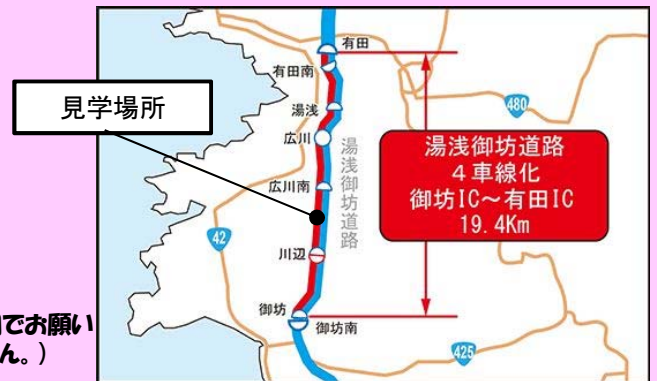 有田
有田南
湯浅
広川
広川南
川辺
御坊
御坊南
湯浅御坊道路
見学場所
480
42
425
湯浅御坊道路
4車線化
御坊IC~有田IC
19.4Km
でお願い
ん。)